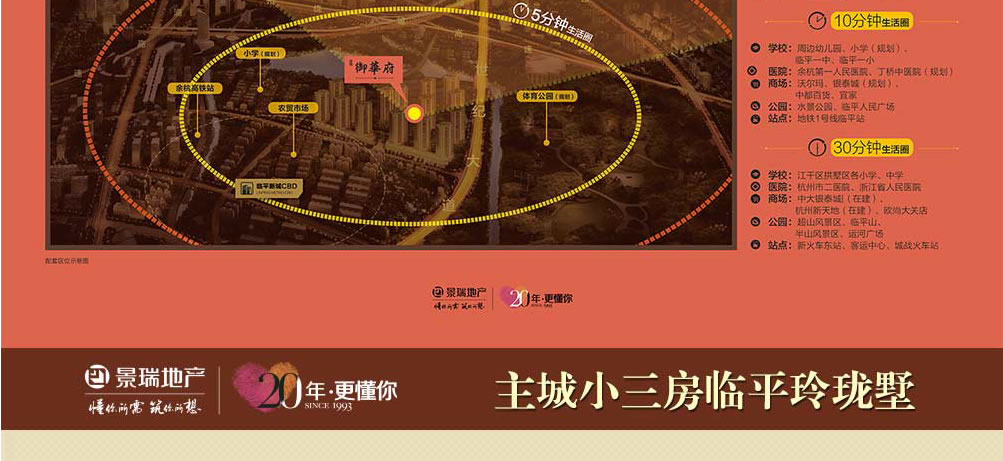 5分钟生活圈
小学（规划）
御華府
余杭高铁站
农贸市场
体育公园（规划）
世
纪
大
道
临平新城CBD
配套区位示意图
10分钟生活圈
学校：周边幼儿园、小学（规划）、
临平一中、临平一小
医院：余杭第一人民医院、丁桥中医院（规划）
商场：沃尔玛、银泰城（规划）、
中都百货、宜家
公园：水景公园、临平人民广场
站点：地铁1号线临平站
30分钟生活圈
学校：江干区拱墅区各小学、中学
医院：杭州市二医院、浙江省人民医院
商场：中大银泰城（在建）、
杭州新天地（在建）、欧尚大关店
公园：超山风景区、临平山、
半山风景区、运河广场
站点：新火车东站、客运中心、城战火车站
景瑞地产
懂你所需 筑你所想
20年·更懂你
SINCE 1993
景瑞地产
懂你所需 筑你所想
20年·更懂你
SINCE 1993
主城小三房临平玲珑墅